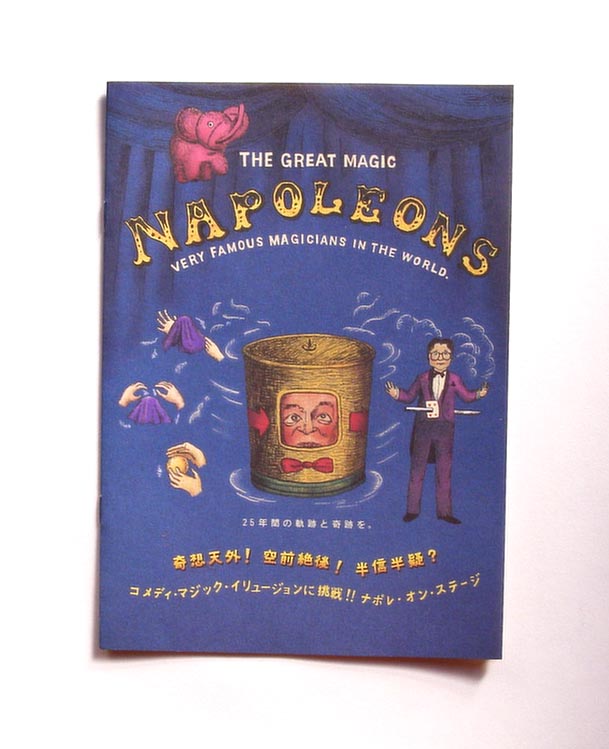 THE GREAT MAGIC
NAPOLEONS
VERY FAMOUS MAGICIANS IN THE WORLD.
25年間の軌跡と奇跡を。
奇想天外! 空前絶後! 半信半疑?
コメディ・マジック・イリュージョンに挑戦!! ナポレ・オン・ステージ